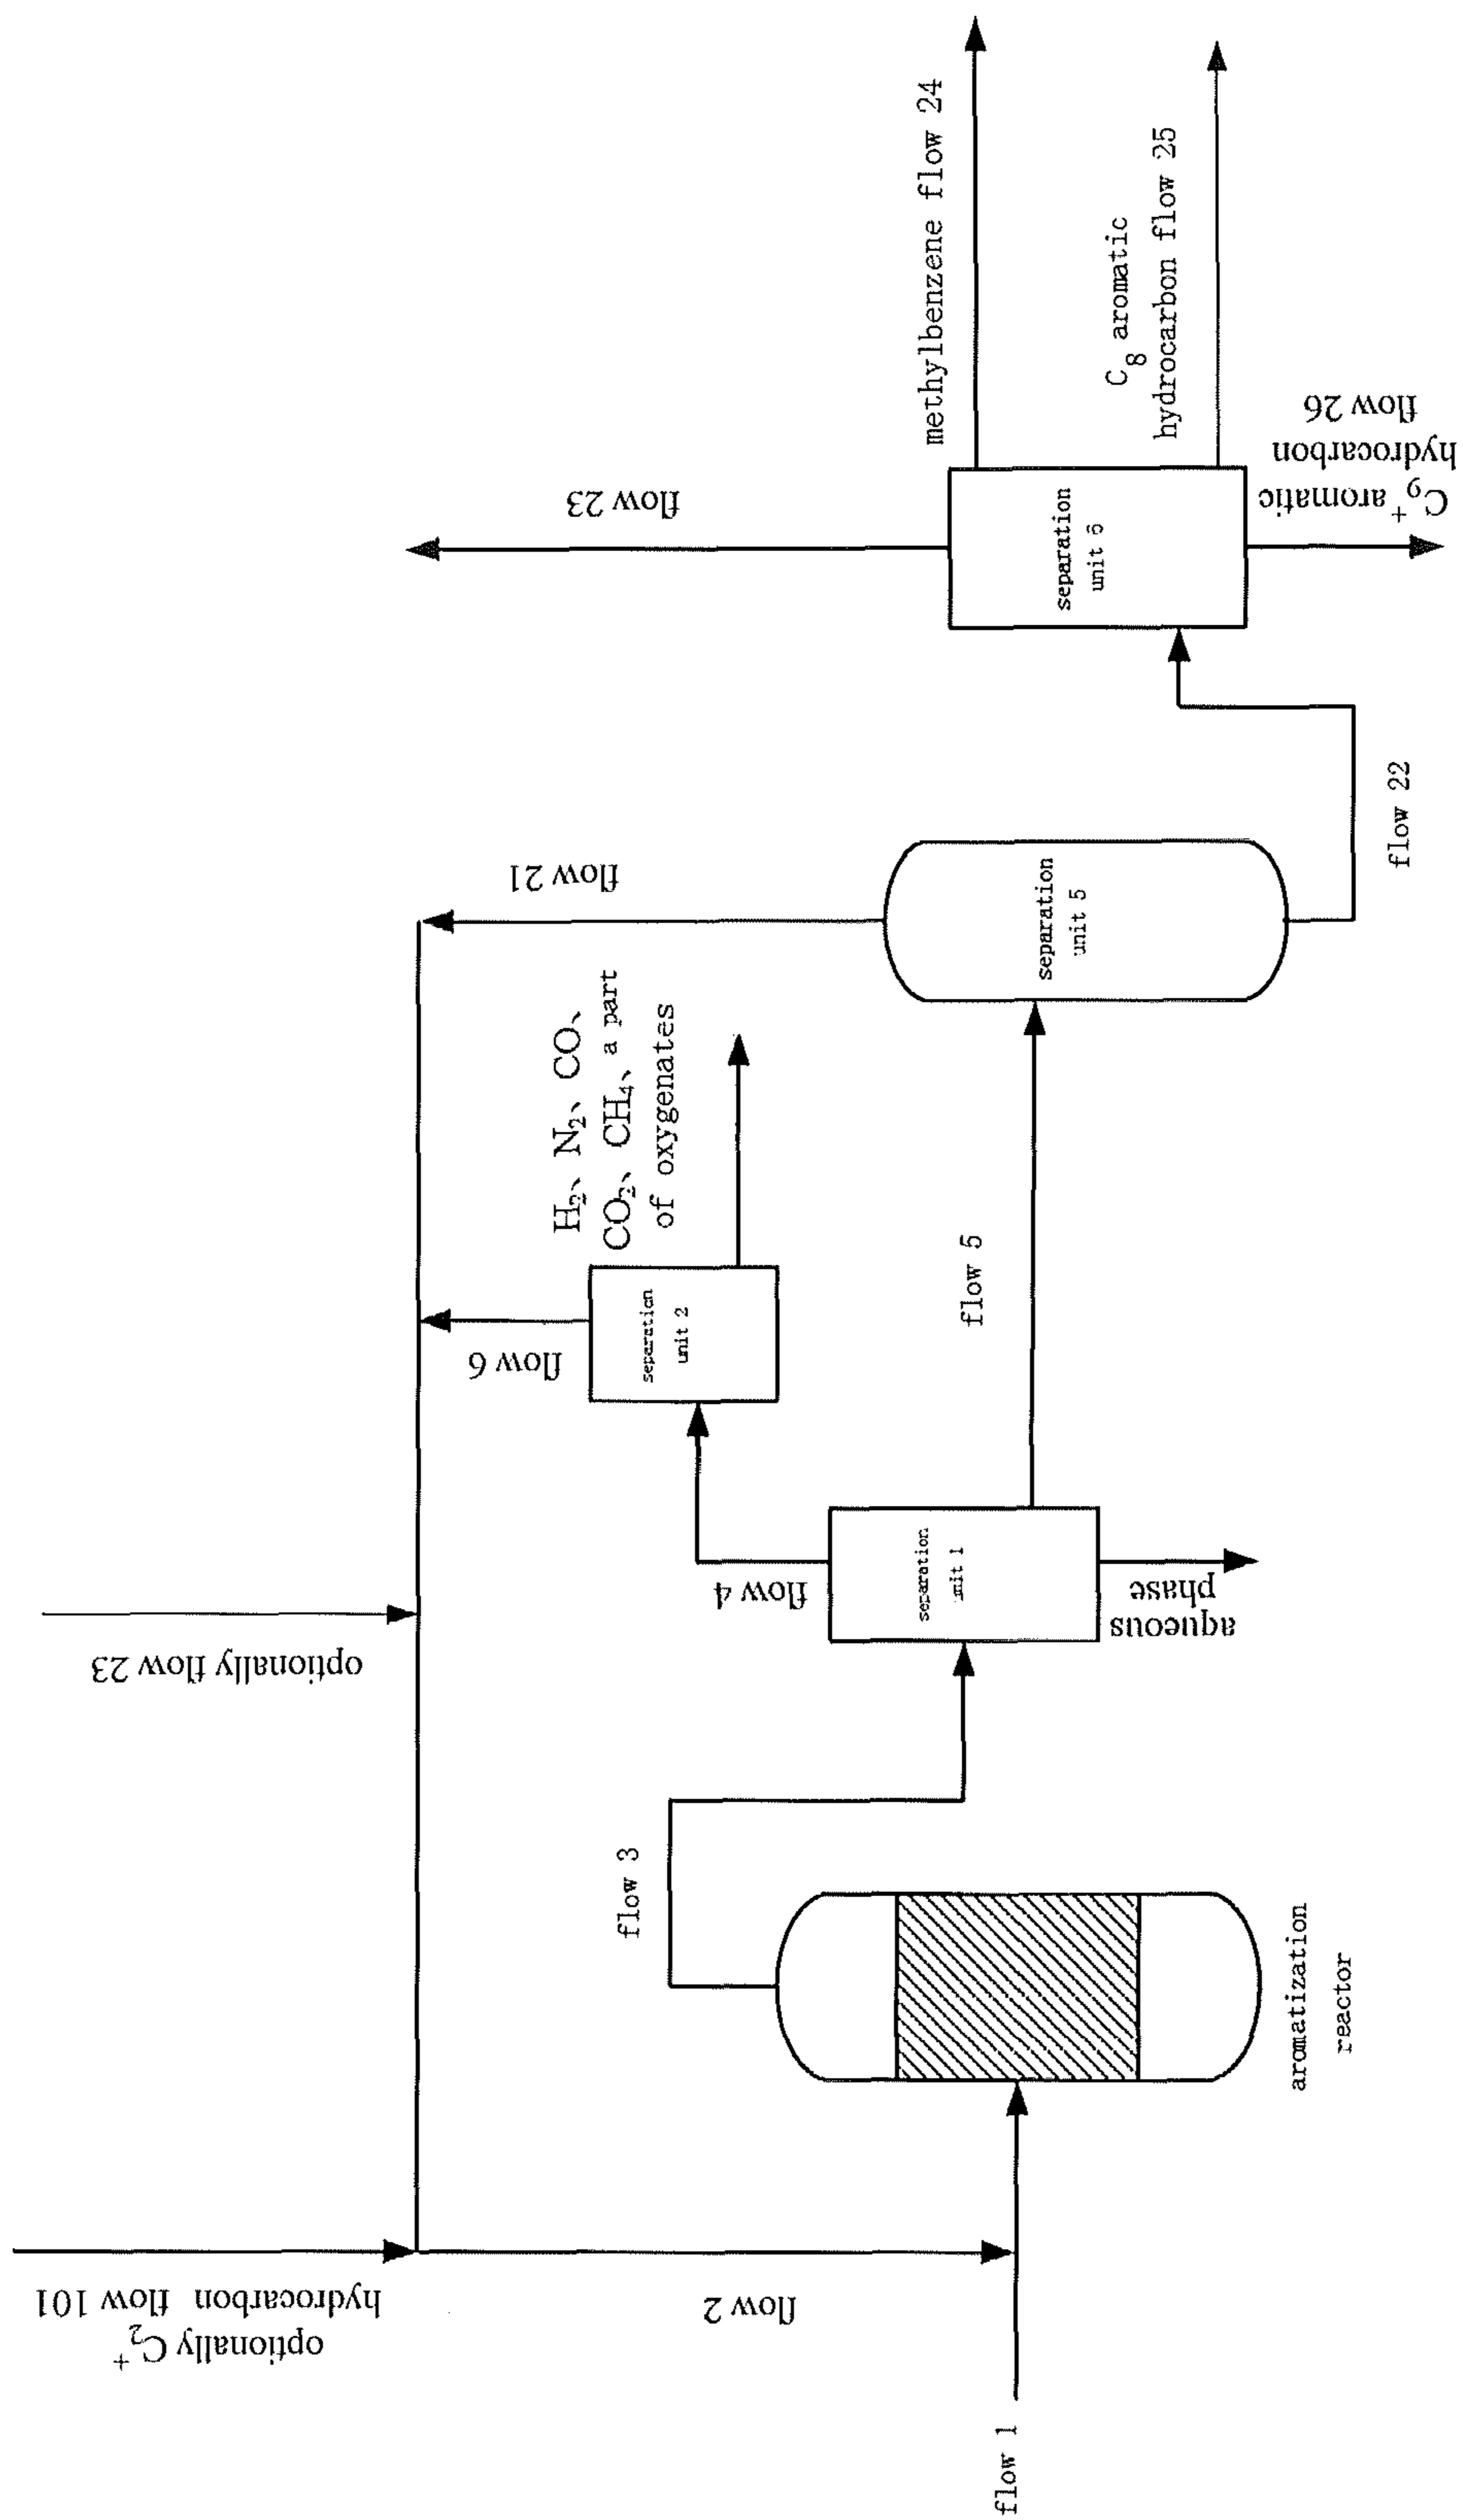 optionally C₂⁺
hydrocarbon flow 101
optionally flow 23
flow 2
flow 1
aromatization
reactor
flow 3
separation
unit 1
aqueous
phase
flow 4
separation
unit 2
flow 6
H₂、N₂、CO、
CO₂、CH₄、a part
of oxygenates
flow 5
separation
unit 5
flow 21
flow 22
separation
unit
flow 23
methylbenzene flow 24
C₈ aromatic
hydrocarbon flow 25
C₉⁺aromatic
hydrocarbon
flow 26